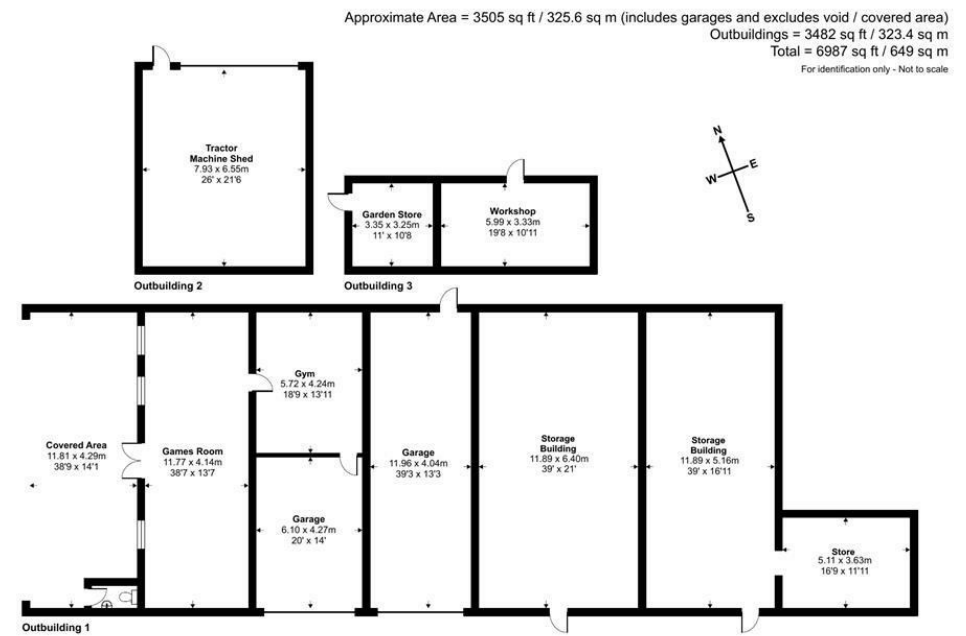 Approximate Area = 3505 sq ft / 325.6 sq m (includes garages and excludes void / covered area)
Outbuildings = 3482 sq ft / 323.4 sq m
Total = 6987 sq ft / 649 sq m
For identification only - Not to scale
N
E
W
S
Tractor
Machine Shed
7.93 x 6.55m
26' x 21'6
Outbuilding 2
Garden Store
3.35 x 3.25m
11' x 10'8
Workshop
5.99 x 3.33m
19'8 x 10'11
Outbuilding 3
Covered Area
11.81 x 4.29m
38'9 x 14'1
Games Room
11.77 x 4.14m
38'7 x 13'7
Gym
5.72 x 4.24m
18'9 x 13'11
Garage
6.10 x 4.27m
20' x 14'
Garage
11.96 x 4.04m
39'3 x 13'3
Storage
Building
11.89 x 6.40m
39' x 21'
Storage
Building
11.89 x 5.16m
39' x 16'11
Store
5.11 x 3.63m
16'9 x 11'11
Outbuilding 1